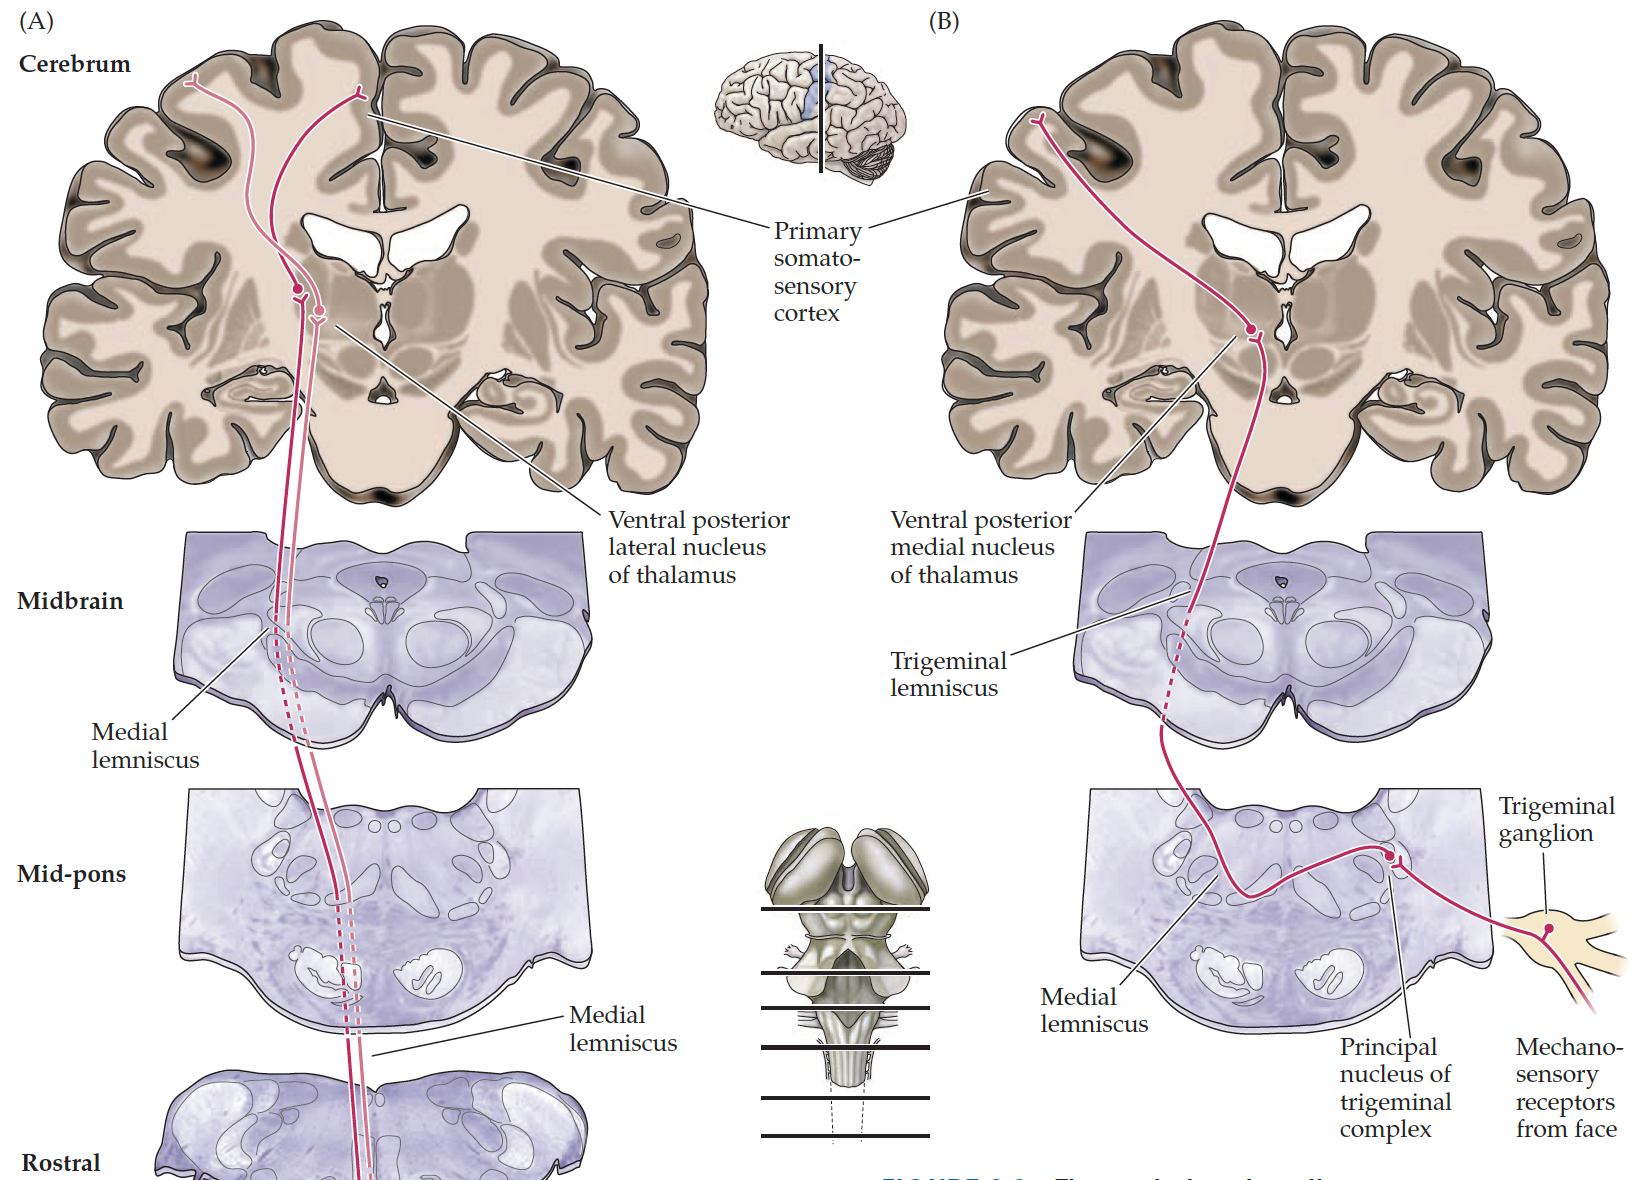 (A)
Cerebrum
(B)
Primary
somato-
sensory
cortex
Ventral posterior
lateral nucleus
of thalamus
Ventral posterior
medial nucleus
of thalamus
Midbrain
Medial
lemniscus
Trigeminal
lemniscus
Mid-pons
Trigeminal
ganglion
Medial
lemniscus
Medial
lemniscus
Principal
nucleus of
trigeminal
complex
Mechano-
sensory
receptors
from face
Rostral